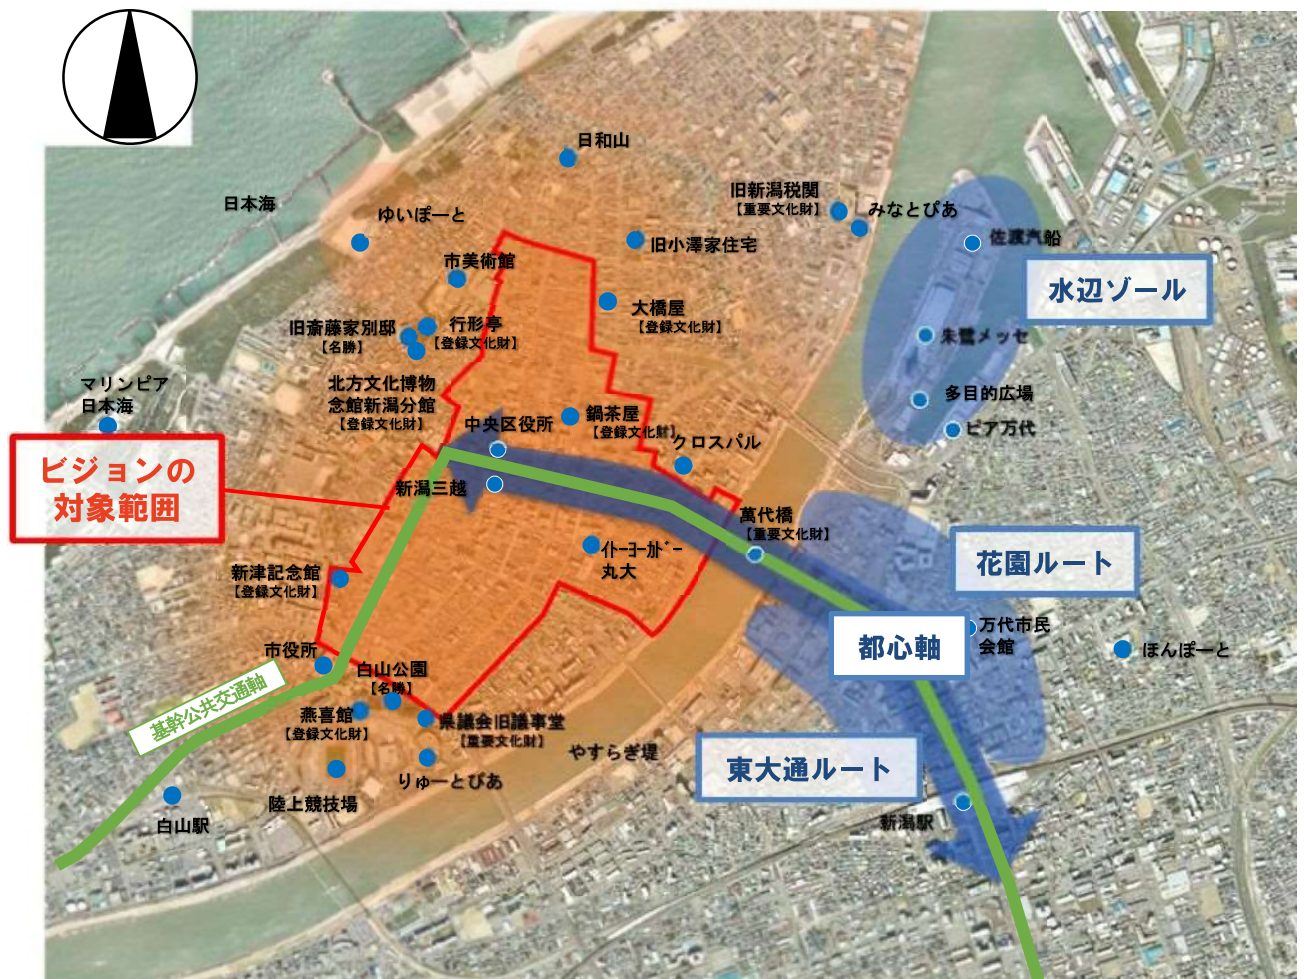 日和山
日本海
ゆいぽーと
旧新潟税関
【重要文化財】
みなとぴあ
佐渡汽船
旧小澤家住宅
市美術館
水辺ゾール
大橋屋
【登録文化財】
行形亭
【登録文化財】
旧斎藤家別邸
【名勝】
朱鷺メッセ
マリンピア
日本海
北方文化博物
念館新潟分館
【登録文化財】
多目的広場
鍋茶屋
【登録文化財】
中央区役所
ピア万代
クロスパル
ビジョンの
対象範囲
新潟三越
萬代橋
【重要文化財】
イトーヨーカドー
丸大
花園ルート
新津記念館
【登録文化財】
都心軸
万代市民
会館
ほんぽーと
市役所
白山公園
【名勝】
基幹公共交通軸
燕喜館
【登録文化財】
県議会旧議事堂
【重要文化財】
やすらぎ堤
東大通ルート
りゅーとぴあ
陸上競技場
白山駅
新潟駅